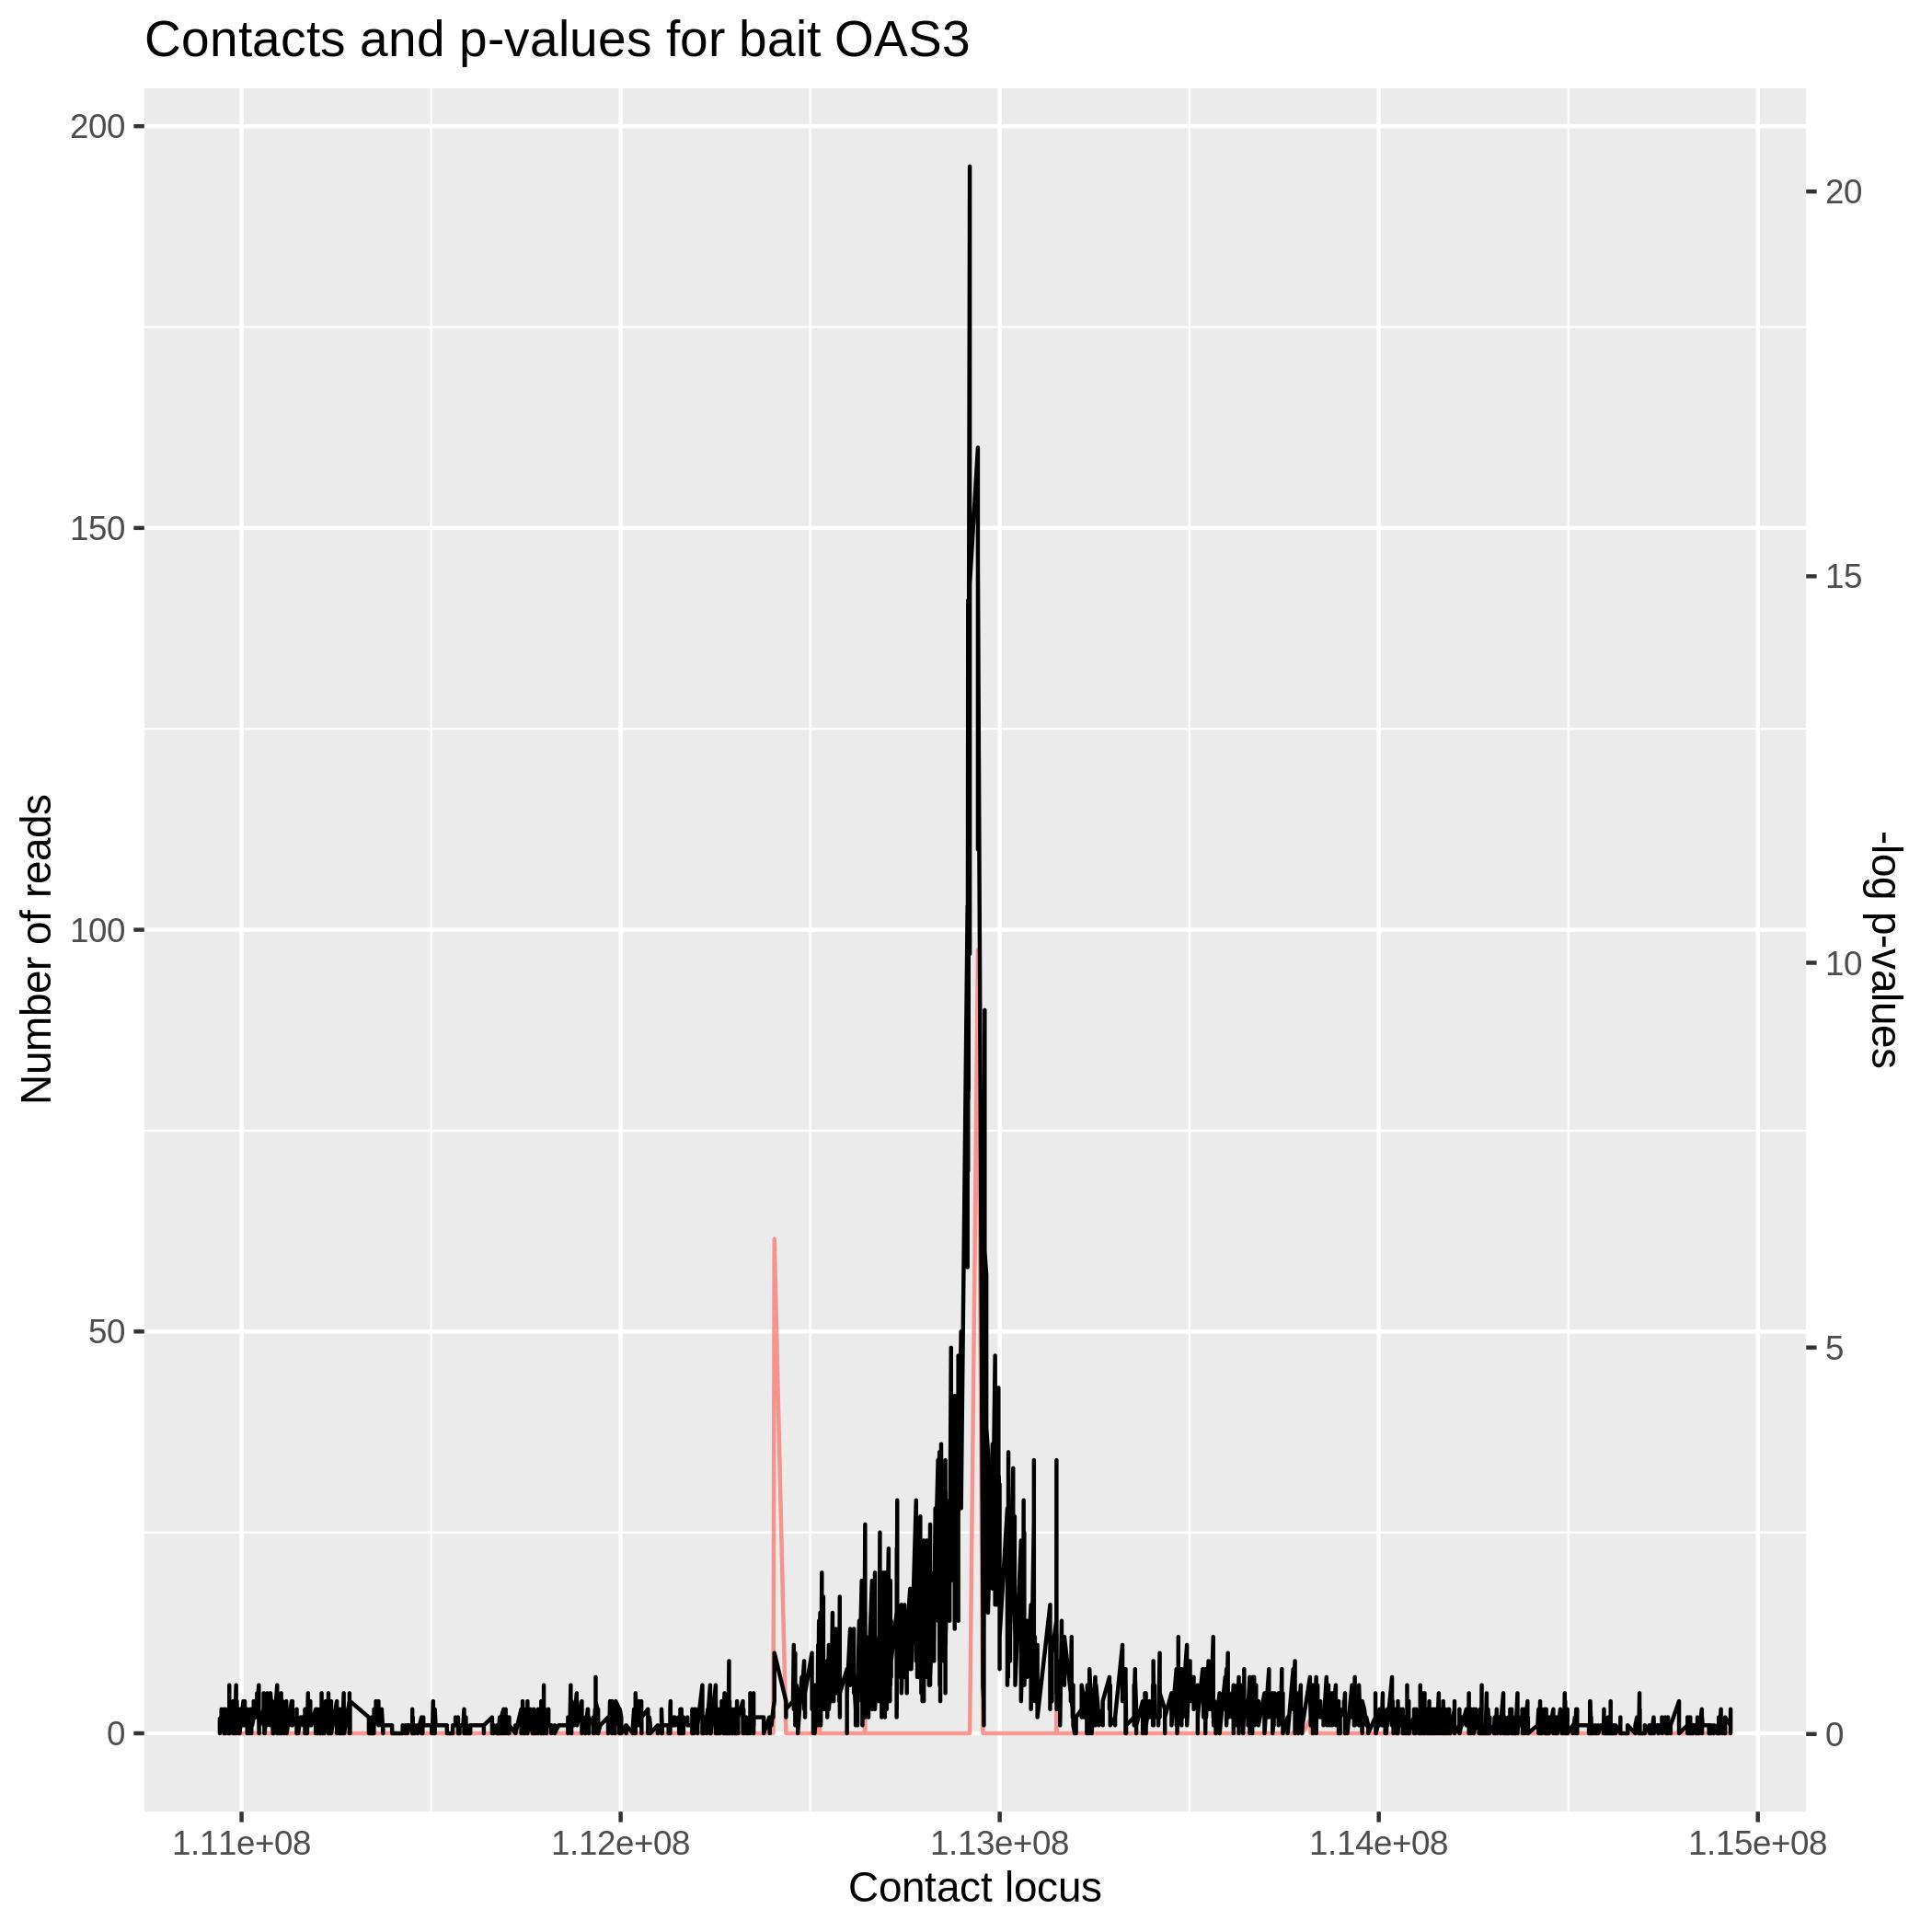 Contacts and p-values for bait OAS3
200
150
100
50
0
Number of reads
20
15
10
5
0
-log p-values
1.11e+08
1.12e+08
1.13e+08
1.14e+08
1.15e+08
Contact locus